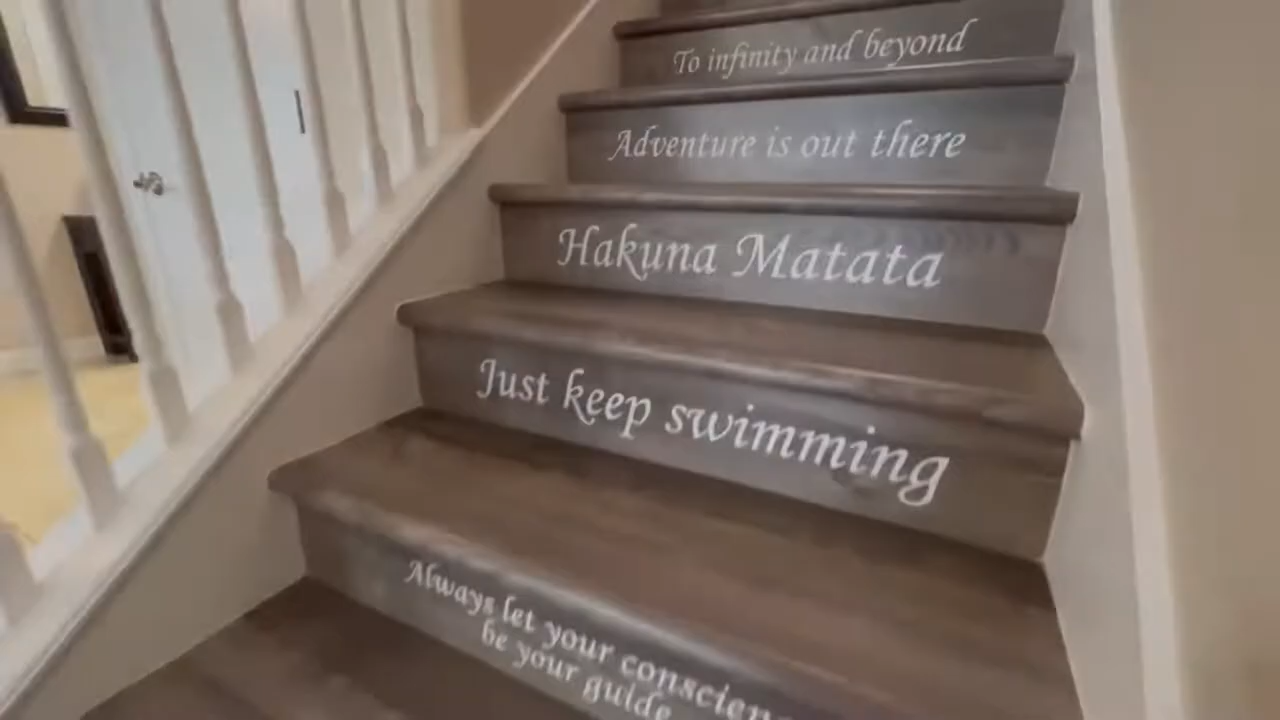 To infinity and beyond
Adventure is out there
Hakuna Matata
Just keep swimming
Always let your
be your guide